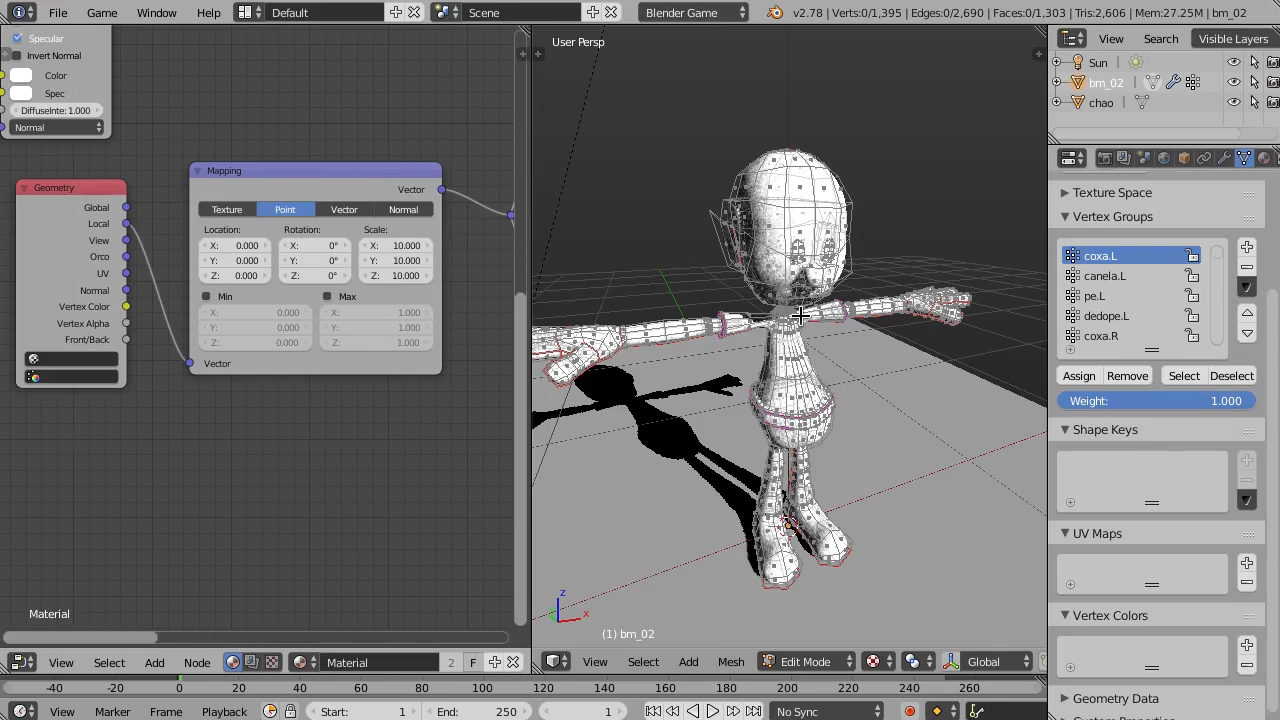 File Game Window Help Default Scene Blender Game v2.78 | Verts:0/1,395 | Edges:0/2,690 | Faces:0/1,303 | Tris:2,606 | Mem:27.25M | bm_02
Specular
Invert Normal
Color
Spec
DiffuseInte: 1.000
Normal
Geometry
Global
Local
View
Orco
UV
Normal
Vertex Color
Vertex Alpha
Front/Back
Mapping
Vector
Texture Point Vector Normal
Location: Rotation: Scale:
X: 0.000 X: 0° X: 10.000
Y: 0.000 Y: 0° Y: 10.000
Z: 0.000 Z: 0° Z: 10.000
Min Max
X: 0.000 X: 1.000
Y: 0.000 Y: 1.000
Z: 0.000 Z: 1.000
Vector
Material
View Select Add Node Material 2 F
User Persp
z
x
(1) bm_02
View Select Add Mesh Edit Mode Global
View Search Visible Layers
Sun
bm_02
chao
Texture Space
Vertex Groups
coxa.L
canela.L
pe.L
dedope.L
coxa.R
Assign Remove Select Deselect
Weight: 1.000
Shape Keys
UV Maps
Vertex Colors
Geometry Data
-40 -20 0 20 40 60 80 100 120 140 160 180 200 220 240 260
View Marker Frame Playback Start: 1 End: 250 1 No Sync